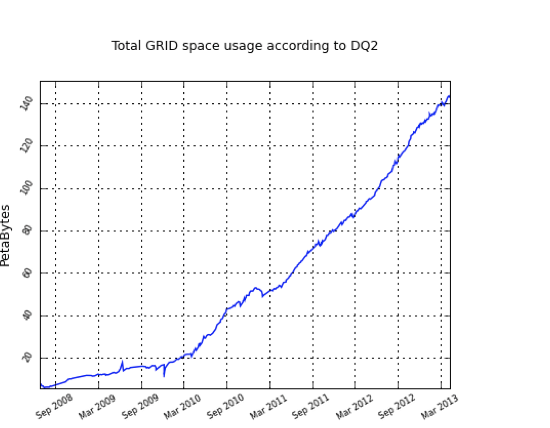 Total GRID space usage according to DQ2
140
120
100
80
60
40
20
PetaBytes
Sep 2008
Mar 2009
Sep 2009
Mar 2010
Sep 2010
Mar 2011
Sep 2011
Mar 2012
Sep 2012
Mar 2013